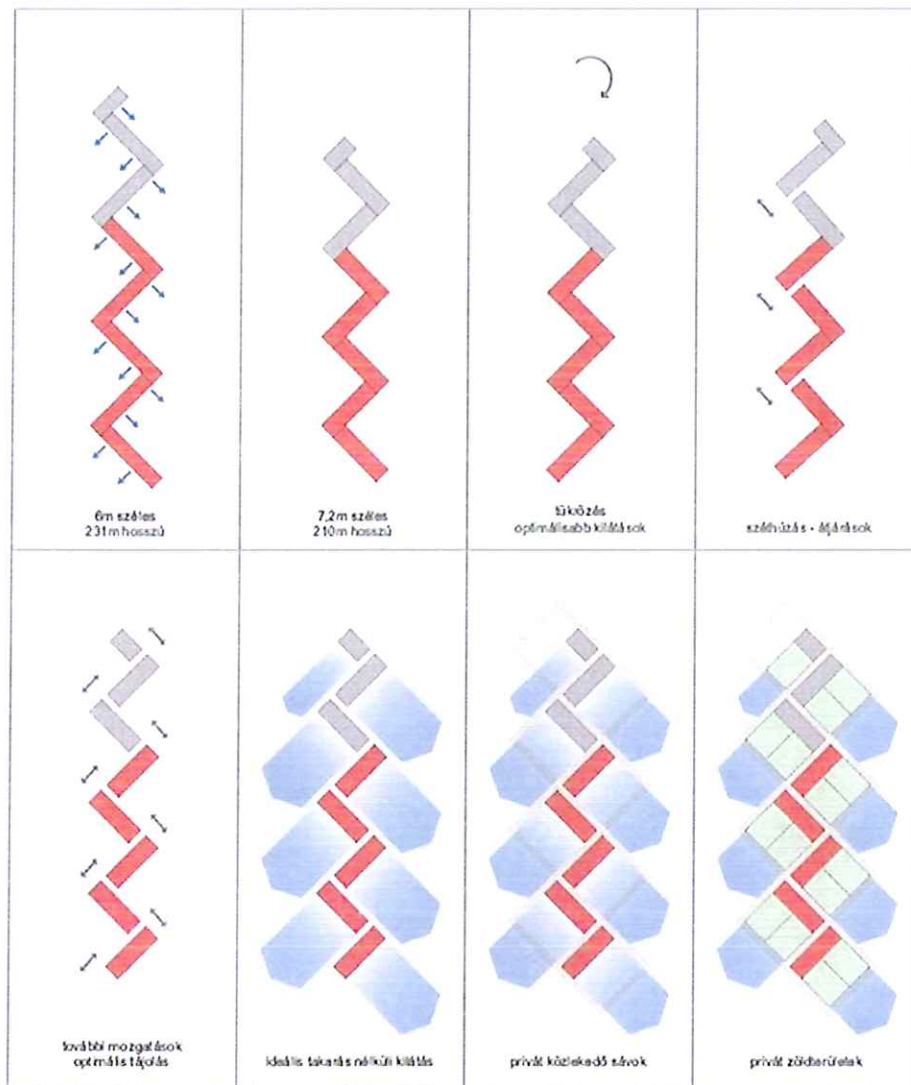 6m széles
231m hosszú
7,2m széles
210m hosszú
tükrözés
optimálisabb kilátások
széthúzás - átjárások
további mozgatások
optimális tájolás
ideális takarás nélküli kilátás
privát közlekedő sávok
privát zöldterületek